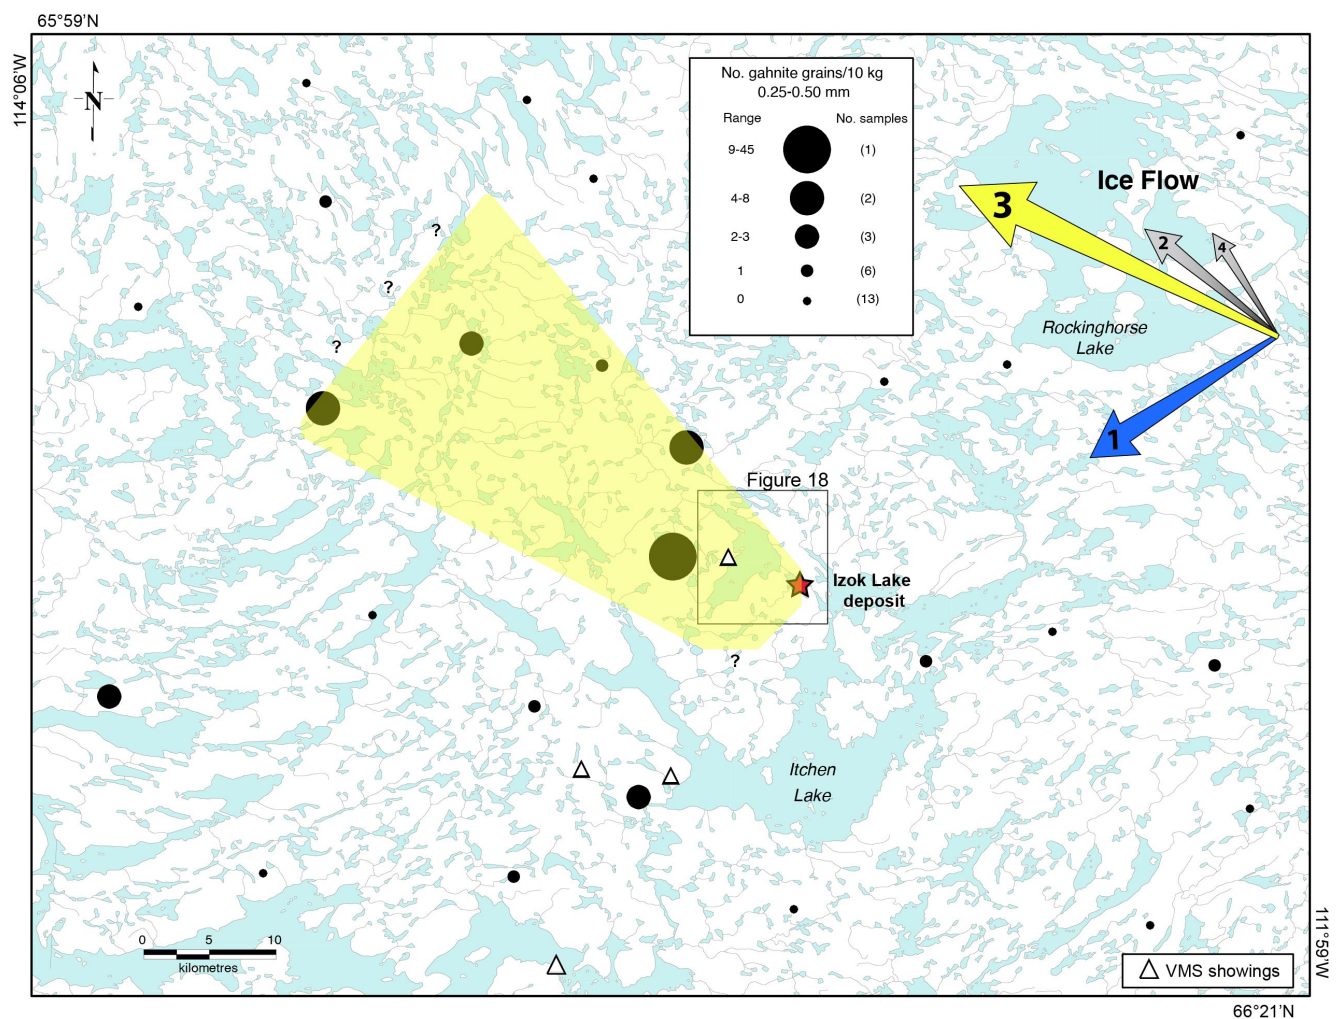 65°59’N
114°06’W
N
No. gahnite grains/10 kg
0.25-0.50 mm
Range No. samples
9-45 (1)
4-8 (2)
2-3 (3)
1 (6)
0 (13)
Ice Flow
3
2
4
1
Rockinghorse
Lake
?
?
?
Figure 18
Izok Lake
deposit
?
Itchen
Lake
0 5 10
kilometres
VMS showings
111°59’W
66°21’N